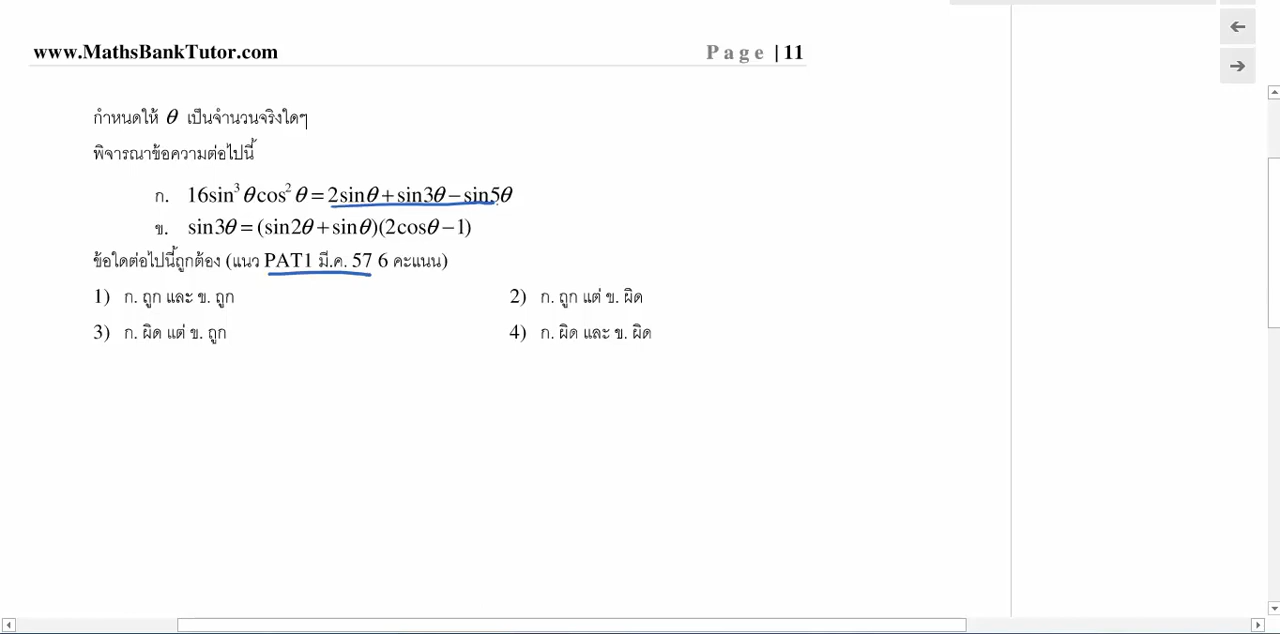 www.MathsBankTutor.com
Page |11
กำหนดให้ θ เป็นจำนวนจริงใดๆ
พิจารณาข้อความต่อไปนี้
ก. 16sin³θcos²θ=2sinθ+sin3θ−sin5θ
ข. sin3θ=(sin2θ+sinθ)(2cosθ−1)
ข้อใดต่อไปนี้ถูกต้อง (แนว PAT1 มี.ค. 57 6 คะแนน)
1) ก. ถูก และ ข. ถูก
2) ก. ถูก แต่ ข. ผิด
3) ก. ผิด แต่ ข. ถูก
4) ก. ผิด และ ข. ผิด